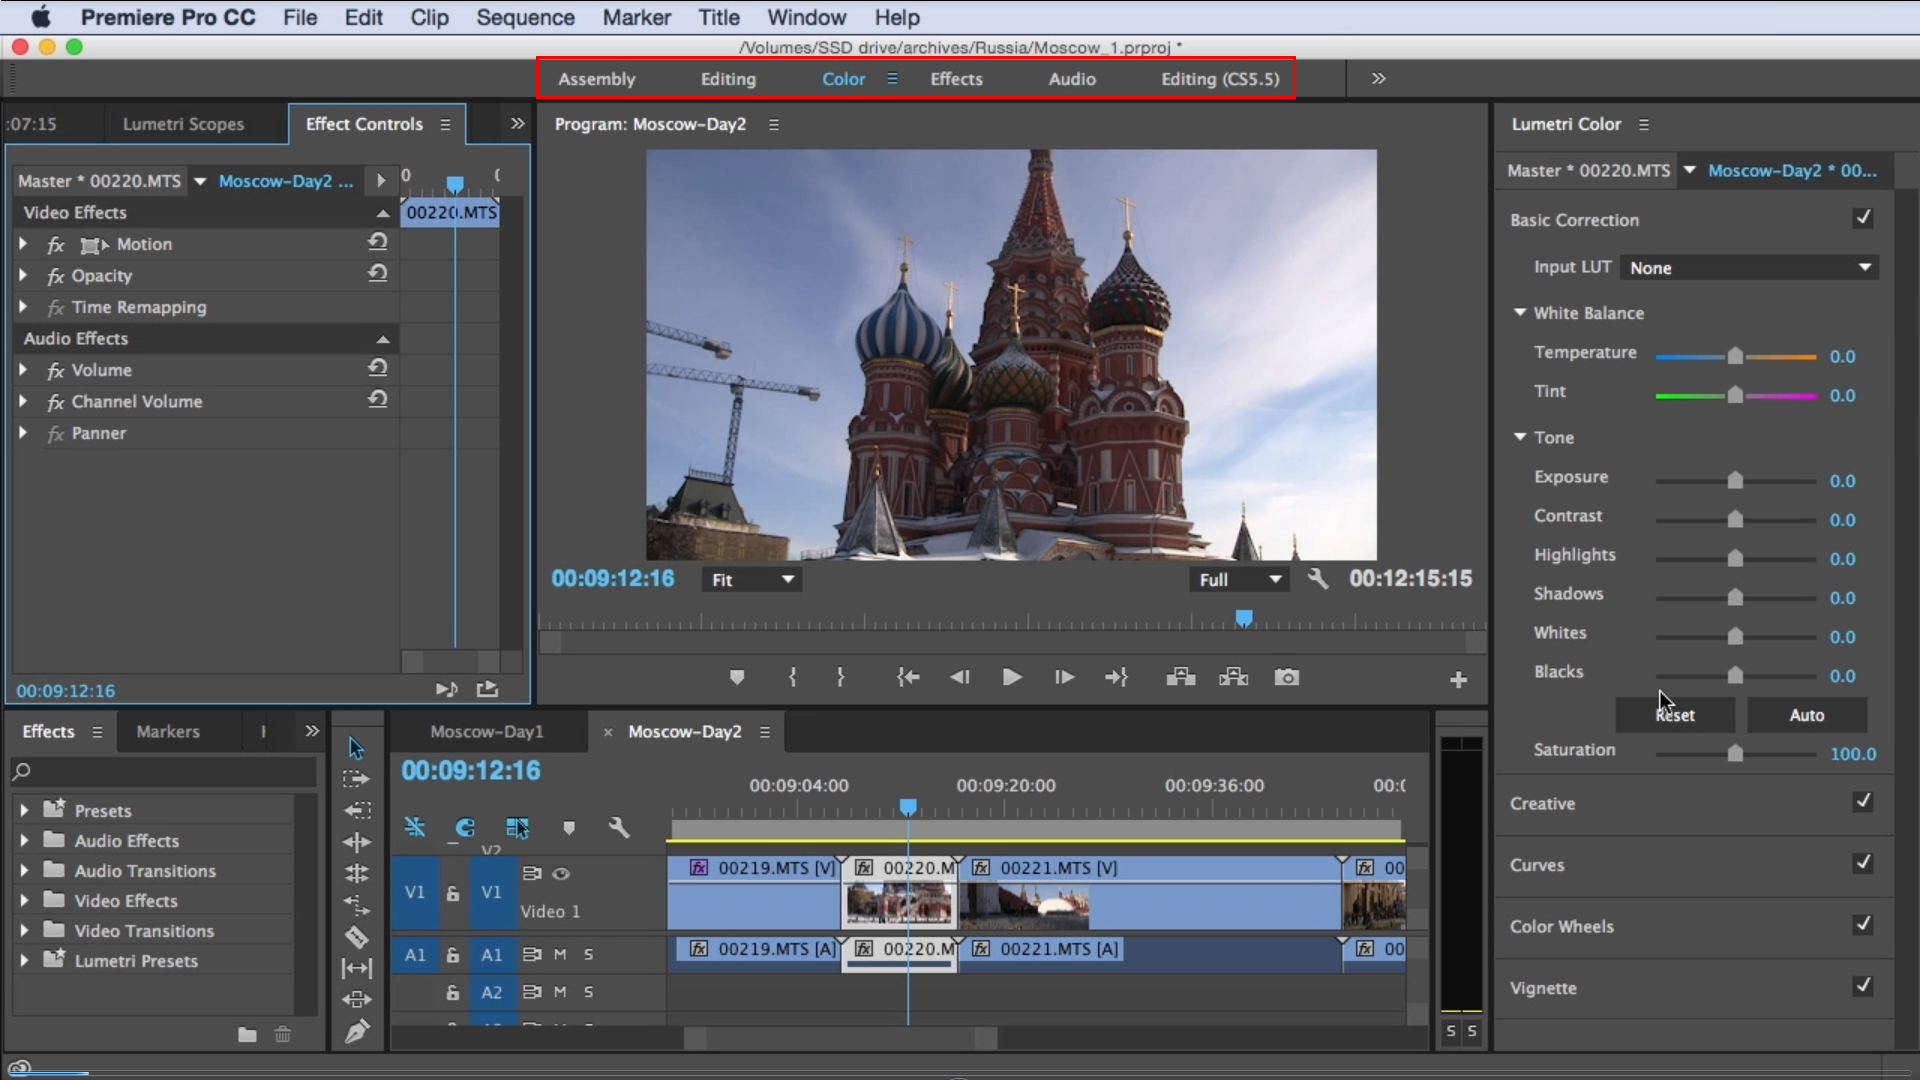 Premiere Pro CC File Edit Clip Sequence Marker Title Window Help
/Volumes/SSD drive/archives/Russia/Moscow_1.prproj *
Assembly Editing Color Effects Audio Editing (CS5.5)
:07:15 Lumetri Scopes Effect Controls
Master * 00220.MTS Moscow-Day2 ... 0
Video Effects 00220.MTS
fx Motion
fx Opacity
fx Time Remapping
Audio Effects
fx Volume
fx Channel Volume
fx Panner
00:09:12:16
Program: Moscow-Day2
00:09:12:16 Fit Full 00:12:15:15
Lumetri Color
Master * 00220.MTS Moscow-Day2 * 00...
Basic Correction
Input LUT None
White Balance
Temperature 0.0
Tint 0.0
Tone
Exposure 0.0
Contrast 0.0
Highlights 0.0
Shadows 0.0
Whites 0.0
Blacks 0.0
Reset Auto
Saturation 100.0
Creative
Curves
Color Wheels
Vignette
Effects Markers
Presets
Audio Effects
Audio Transitions
Video Effects
Video Transitions
Lumetri Presets
Moscow-Day1 × Moscow-Day2
00:09:12:16
00:09:04:00 00:09:20:00 00:09:36:00 00:0
V2
V1 V1 Video 1
fx 00219.MTS [V] fx 00220.M fx 00221.MTS [V] fx 00
A1 A1 M S
fx 00219.MTS [A] fx 00220.M fx 00221.MTS [A] fx 00
A2 M S
S S